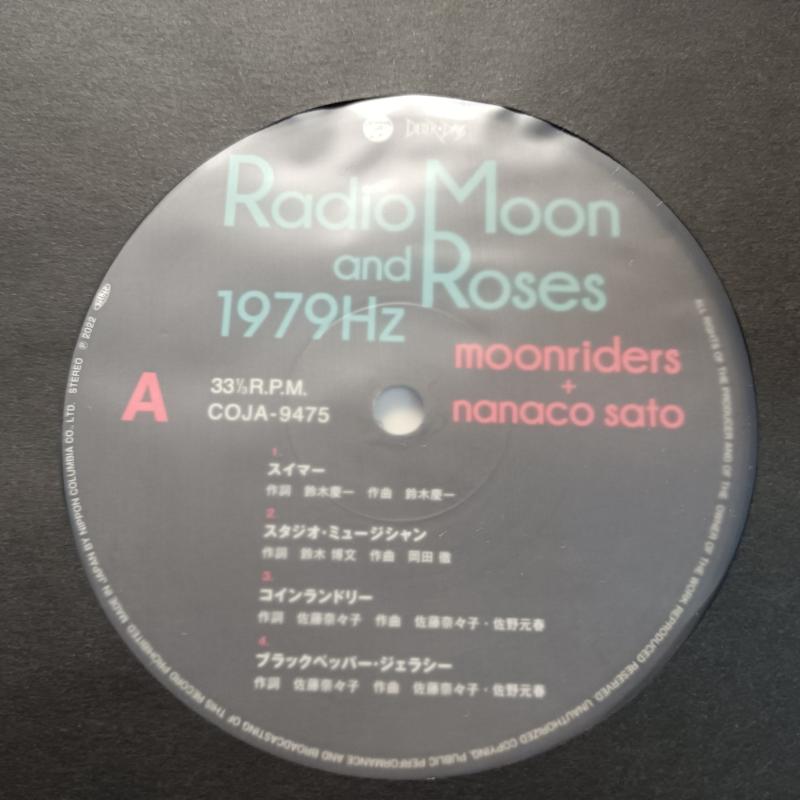 Radio Moon
and Roses
1979Hz
moonriders
+
nanaco sato
A
33⅓R.P.M.
COJA-9475
1.
スイマー
作詞 鈴木慶一 作曲 鈴木慶一
2.
スタジオ・ミュージシャン
作詞 鈴木 博文 作曲 岡田 徹
3.
コインランドリー
作詞 佐藤奈々子 作曲 佐藤奈々子・佐野元春
4.
ブラックペッパー・ジェラシー
作詞 佐藤奈々子 作曲 佐藤奈々子・佐野元春
ALL RIGHTS OF THE PRODUCER AND OF THE OWNER OF THE WORK REPRODUCED RESERVED. UNAUTHORIZED COPYING, PUBLIC PERFORMANCE AND BROADCASTING OF THIS RECORD PROHIBITED. MADE IN JAPAN BY NIPPON COLUMBIA CO., LTD. STEREO ℗ 2022